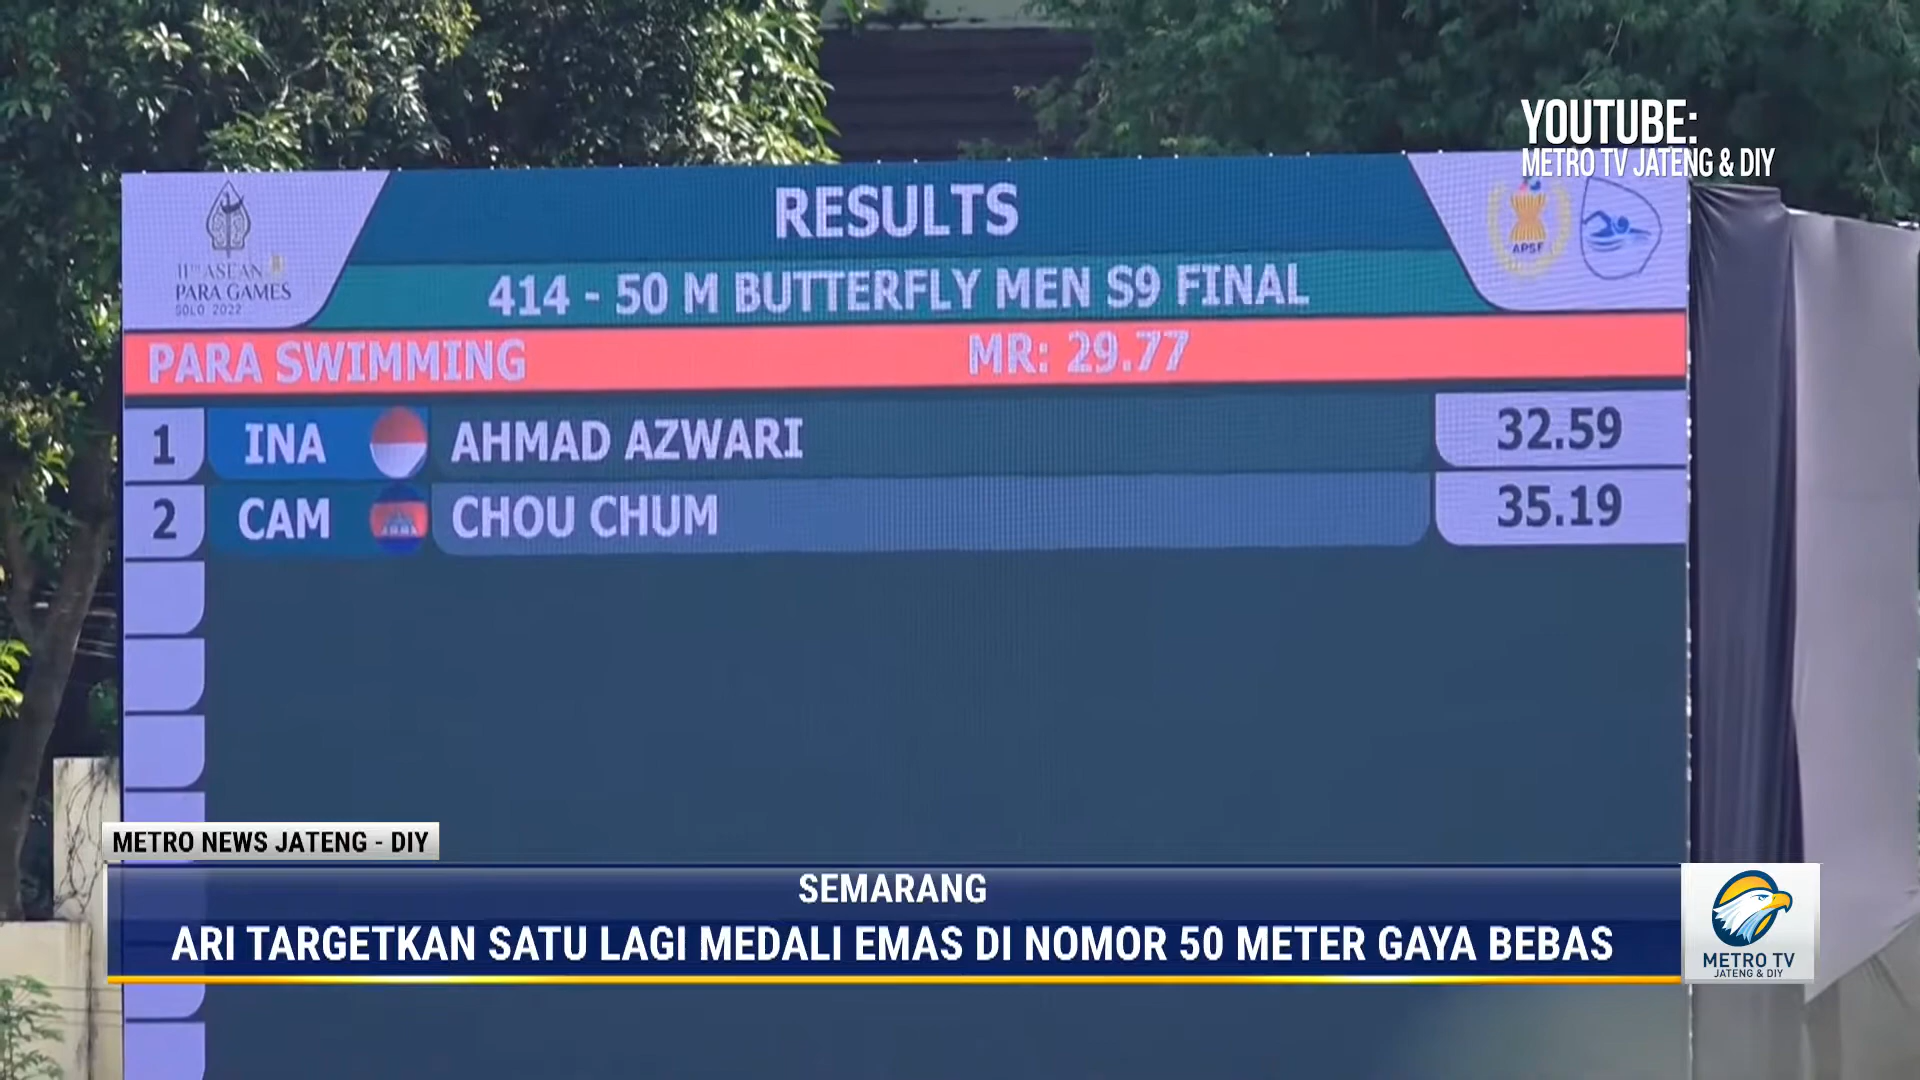 YOUTUBE:
METRO TV JATENG & DIY
11TH ASEAN
PARA GAMES
SOLO 2022
RESULTS
APSF
414 - 50 M BUTTERFLY MEN S9 FINAL
PARA SWIMMING MR: 29.77
1 INA AHMAD AZWARI 32.59
2 CAM CHOU CHUM 35.19
METRO NEWS JATENG - DIY
SEMARANG
ARI TARGETKAN SATU LAGI MEDALI EMAS DI NOMOR 50 METER GAYA BEBAS
METRO TV
JATENG & DIY